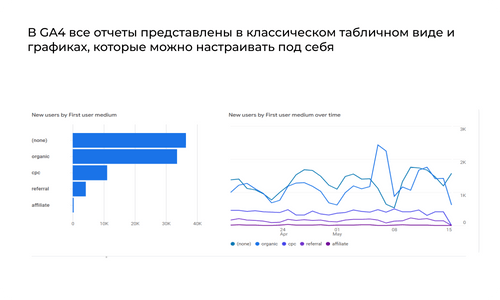 В GA4 все отчеты представлены в классическом табличном виде и
графиках, которые можно настраивать под себя
New users by First user medium
(none)
organic
cpc
referral
affiliate
0 10K 20K 30K 40K
New users by First user medium over time
3K
2K
1K
0
24
Apr
01
May
08
15
(none) organic cpc referral affiliate